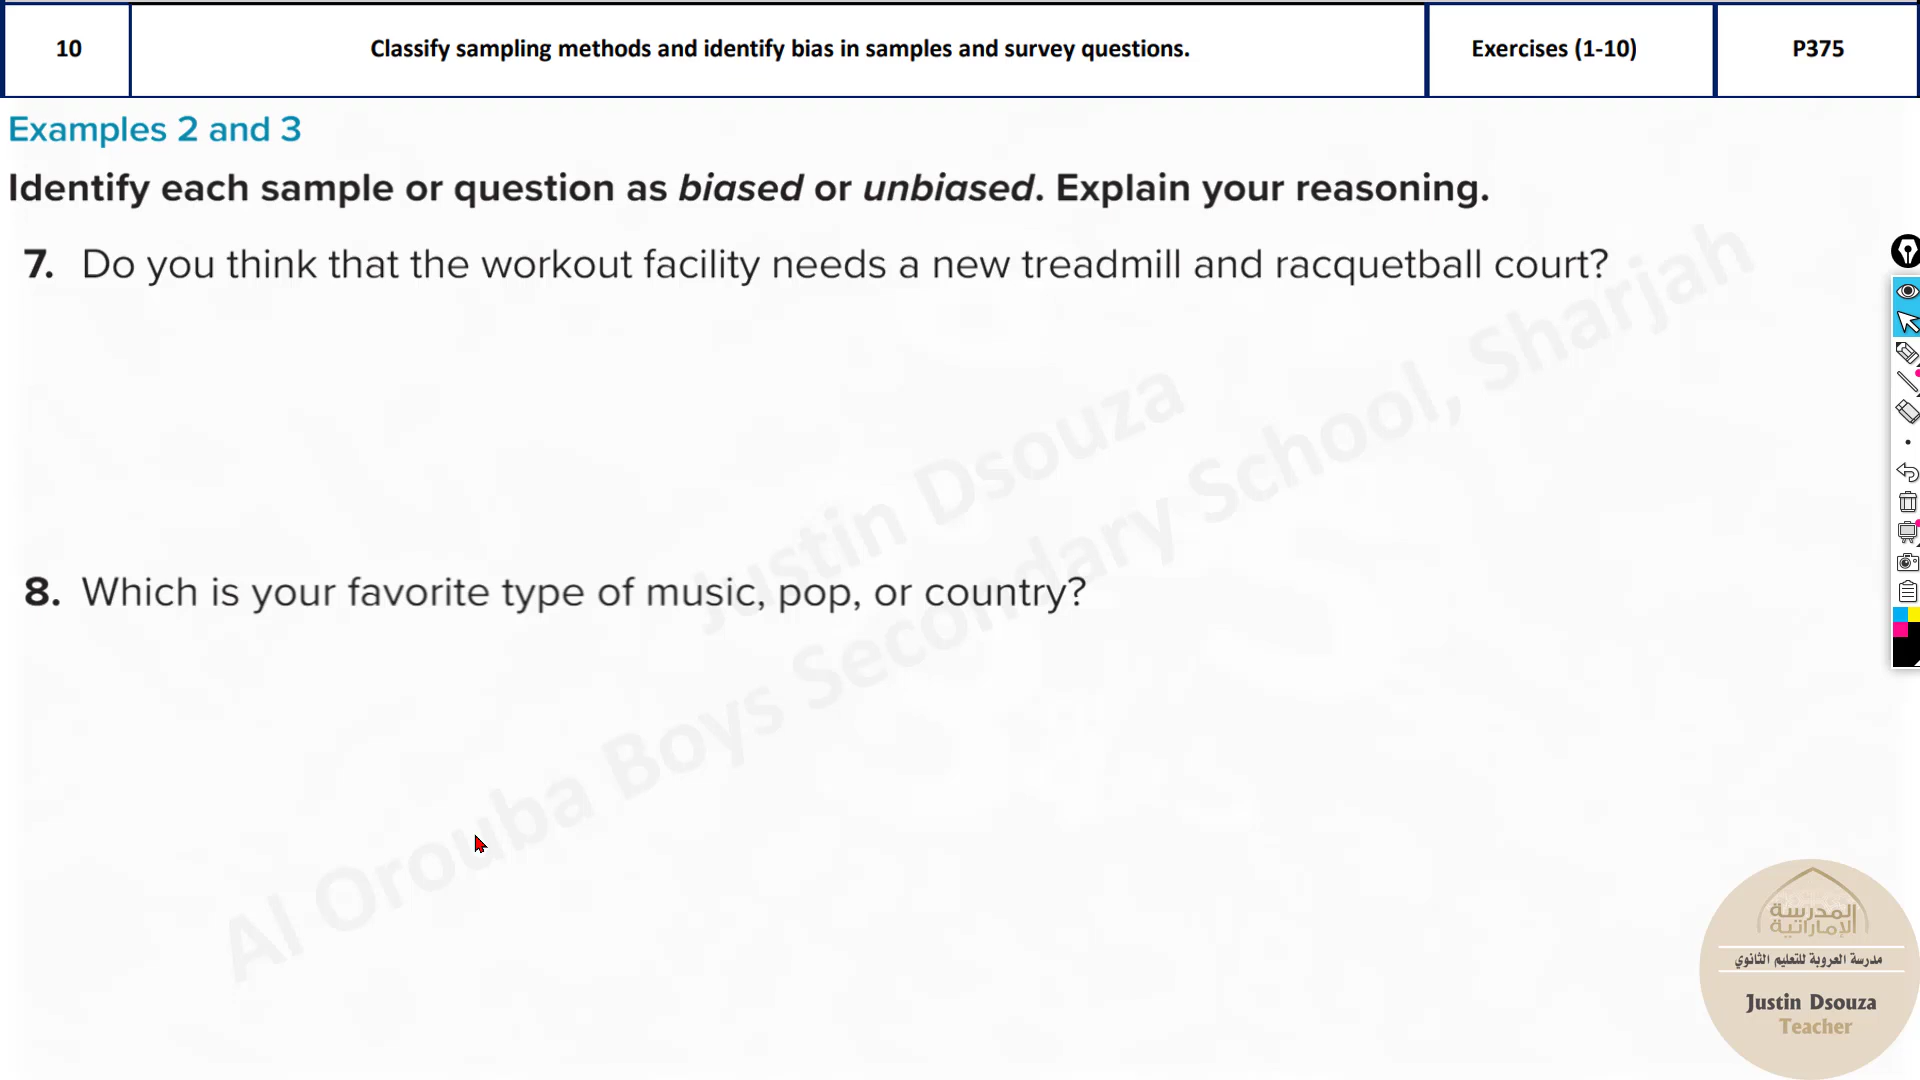 10
Classify sampling methods and identify bias in samples and survey questions.
Exercises (1-10)
P375
Examples 2 and 3
Identify each sample or question as biased or unbiased. Explain your reasoning.
7. Do you think that the workout facility needs a new treadmill and racquetball court?
8. Which is your favorite type of music, pop, or country?
Justin Dsouza
Al Orouba Boys Secondary School, Sharjah
المدرسة
الإماراتية
مدرسة العروبة للتعليم الثانوي
Justin Dsouza
Teacher